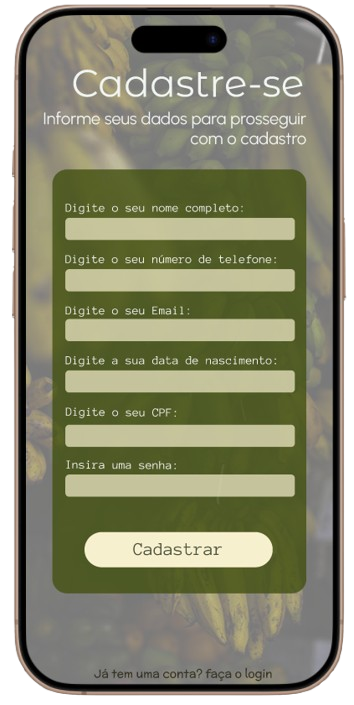 Cadastre-se
Informe seus dados para prosseguir
com o cadastro
Digite o seu nome completo:
Digite o seu número de telefone:
Digite o seu Email:
Digite a sua data de nascimento:
Digite o seu CPF:
Insira uma senha:
Cadastrar
Já tem uma conta? faça o login